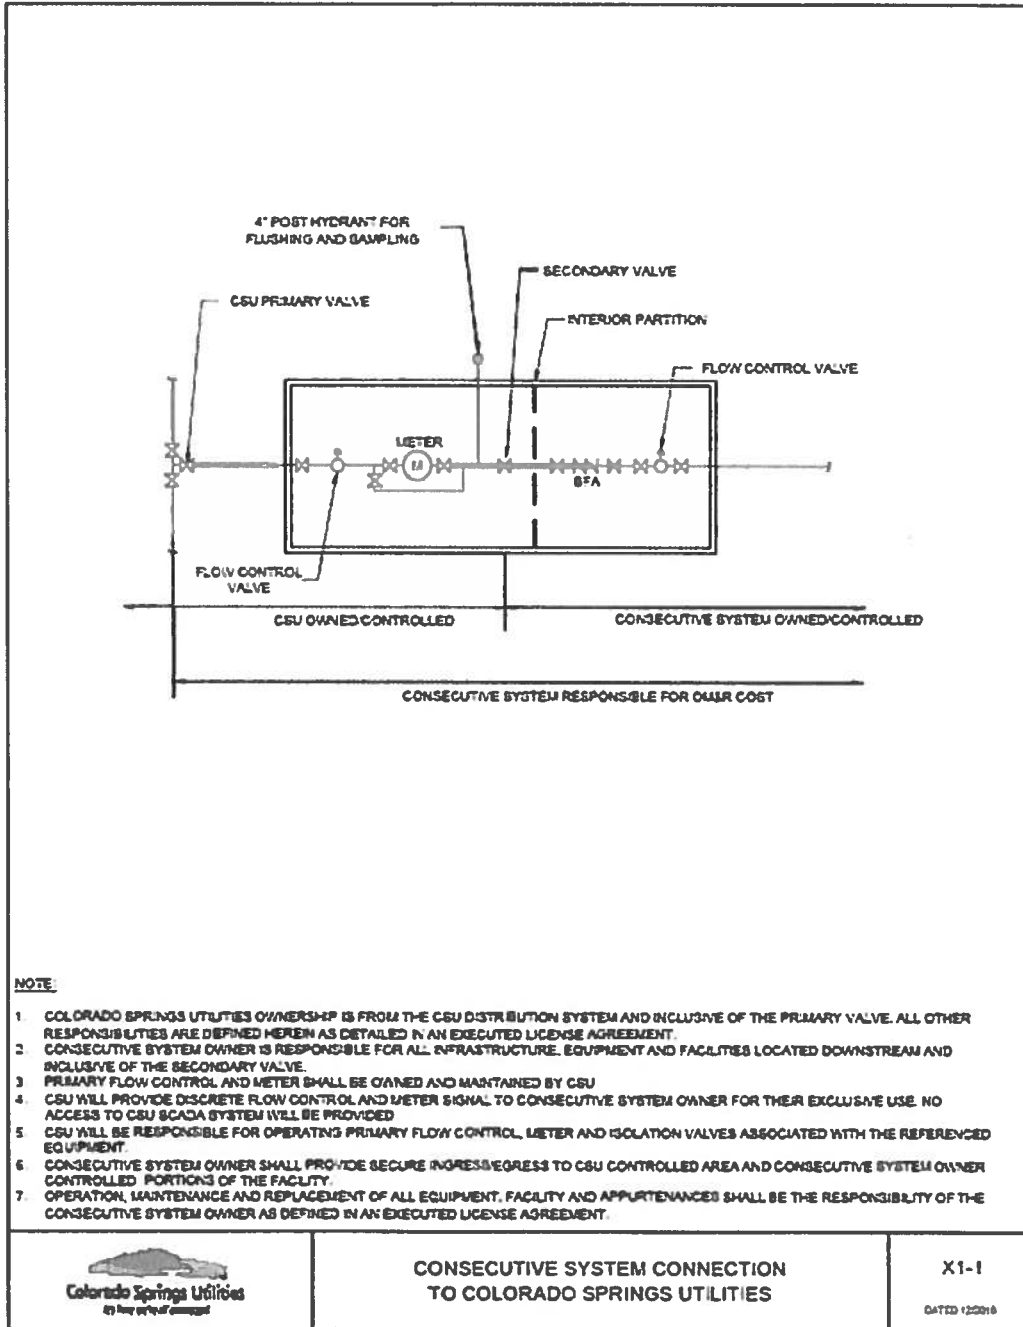 4" POST HYDRANT FOR
FLUSHING AND SAMPLING
SECONDARY VALVE
CSU PRIMARY VALVE
INTERIOR PARTITION
FLOW CONTROL VALVE
METER
M
FLOW CONTROL
VALVE
CSU OWNED/CONTROLLED
CONSECUTIVE SYSTEM OWNED/CONTROLLED
CONSECUTIVE SYSTEM RESPONSIBLE FOR OM&R COST
NOTE:
1. COLORADO SPRINGS UTILITIES OWNERSHIP IS FROM THE CSU DISTRIBUTION SYSTEM AND INCLUSIVE OF THE PRIMARY VALVE. ALL OTHER
RESPONSIBILITIES ARE DEFINED HEREIN AS DETAILED IN AN EXECUTED LICENSE AGREEMENT.
2. CONSECUTIVE SYSTEM OWNER IS RESPONSIBLE FOR ALL INFRASTRUCTURE, EQUIPMENT AND FACILITIES LOCATED DOWNSTREAM AND
INCLUSIVE OF THE SECONDARY VALVE.
3. PRIMARY FLOW CONTROL AND METER SHALL BE OWNED AND MAINTAINED BY CSU
4. CSU WILL PROVIDE DISCRETE FLOW CONTROL AND METER SIGNAL TO CONSECUTIVE SYSTEM OWNER FOR THEIR EXCLUSIVE USE. NO
ACCESS TO CSU SCADA SYSTEM WILL BE PROVIDED
5. CSU WILL BE RESPONSIBLE FOR OPERATING PRIMARY FLOW CONTROL, METER AND ISOLATION VALVES ASSOCIATED WITH THE REFERENCED
EQUIPMENT.
6. CONSECUTIVE SYSTEM OWNER SHALL PROVIDE SECURE INGRESS/EGRESS TO CSU CONTROLLED AREA AND CONSECUTIVE SYSTEM OWNER
CONTROLLED PORTIONS OF THE FACILITY.
7. OPERATION, MAINTENANCE AND REPLACEMENT OF ALL EQUIPMENT, FACILITY AND APPURTENANCES SHALL BE THE RESPONSIBILITY OF THE
CONSECUTIVE SYSTEM OWNER AS DEFINED IN AN EXECUTED LICENSE AGREEMENT.
Colorado Springs Utilities
CONSECUTIVE SYSTEM CONNECTION
TO COLORADO SPRINGS UTILITIES
X1-1
DATED